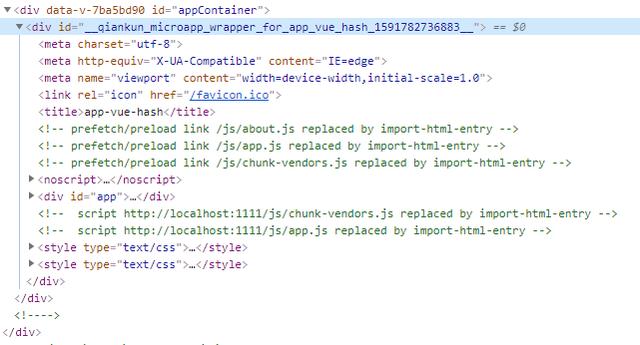 ▼<div data-v-7ba5bd90 id="appContainer">
▼<div id="__qiankun_microapp_wrapper_for_app_vue_hash_1591782736883__"> == $0
<meta charset="utf-8">
<meta http-equiv="X-UA-Compatible" content="IE=edge">
<meta name="viewport" content="width=device-width,initial-scale=1.0">
<link rel="icon" href="/favicon.ico">
<title>app-vue-hash</title>
<!-- prefetch/preload link /js/about.js replaced by import-html-entry -->
<!-- prefetch/preload link /js/app.js replaced by import-html-entry -->
<!-- prefetch/preload link /js/chunk-vendors.js replaced by import-html-entry -->
▶<noscript>…</noscript>
▶<div id="app">…</div>
<!--  script http://localhost:1111/js/chunk-vendors.js replaced by import-html-entry -->
<!--  script http://localhost:1111/js/app.js replaced by import-html-entry -->
▶<style type="text/css">…</style>
▶<style type="text/css">…</style>
</div>
</div>
<!---->
</div>